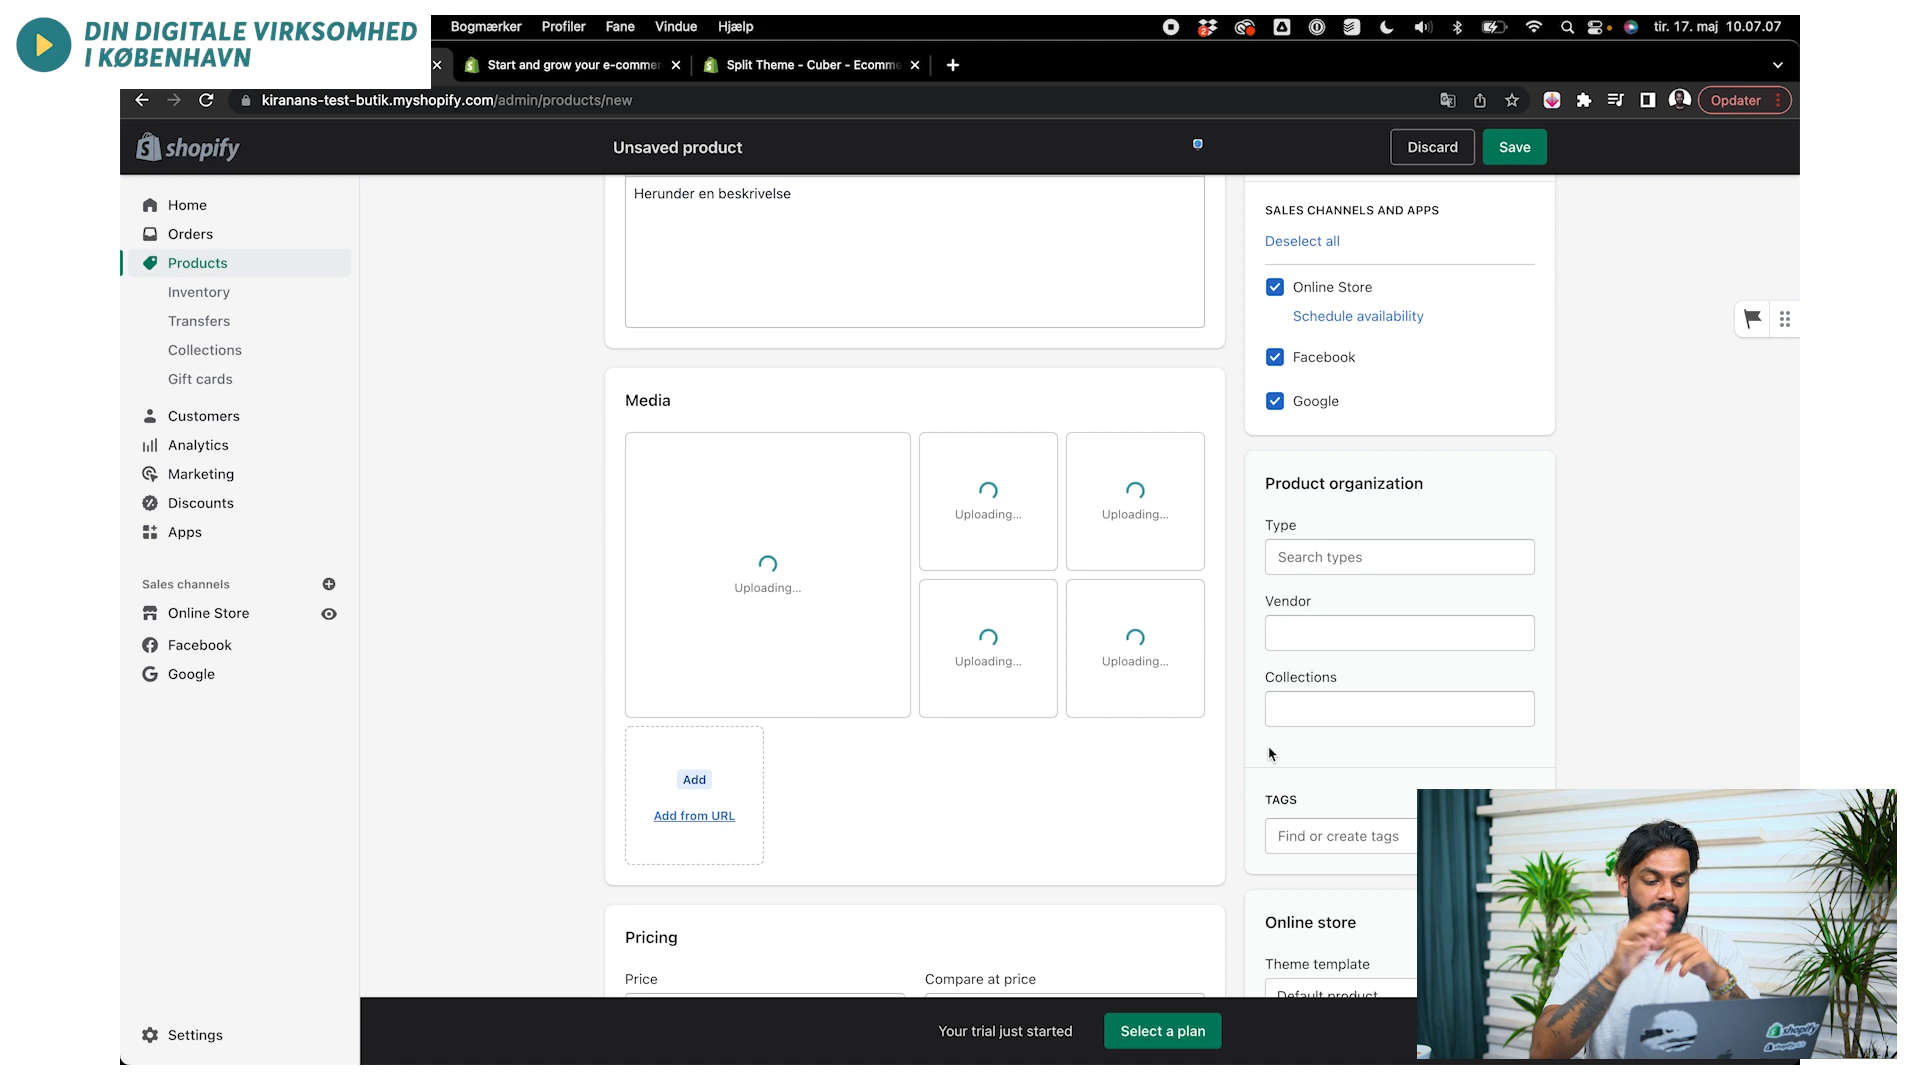 DIN DIGITALE VIRKSOMHED
I KØBENHAVN
Bogmærker Profiler Fane Vindue Hjælp
tir. 17. maj 10.07.07
Start and grow your e-commer
Split Theme - Cuber - Ecomme
kiranans-test-butik.myshopify.com/admin/products/new
Opdater
shopify
Unsaved product
Discard
Save
Home
Orders
Products
Inventory
Transfers
Collections
Gift cards
Customers
Analytics
Marketing
Discounts
Apps
Sales channels
Online Store
Facebook
Google
Settings
Herunder en beskrivelse
Media
Uploading...
Uploading...
Uploading...
Uploading...
Uploading...
Add
Add from URL
Pricing
Price
Compare at price
SALES CHANNELS AND APPS
Deselect all
Online Store
Schedule availability
Facebook
Google
Product organization
Type
Search types
Vendor
Collections
TAGS
Find or create tags
Online store
Theme template
Default product
Your trial just started
Select a plan
shopify